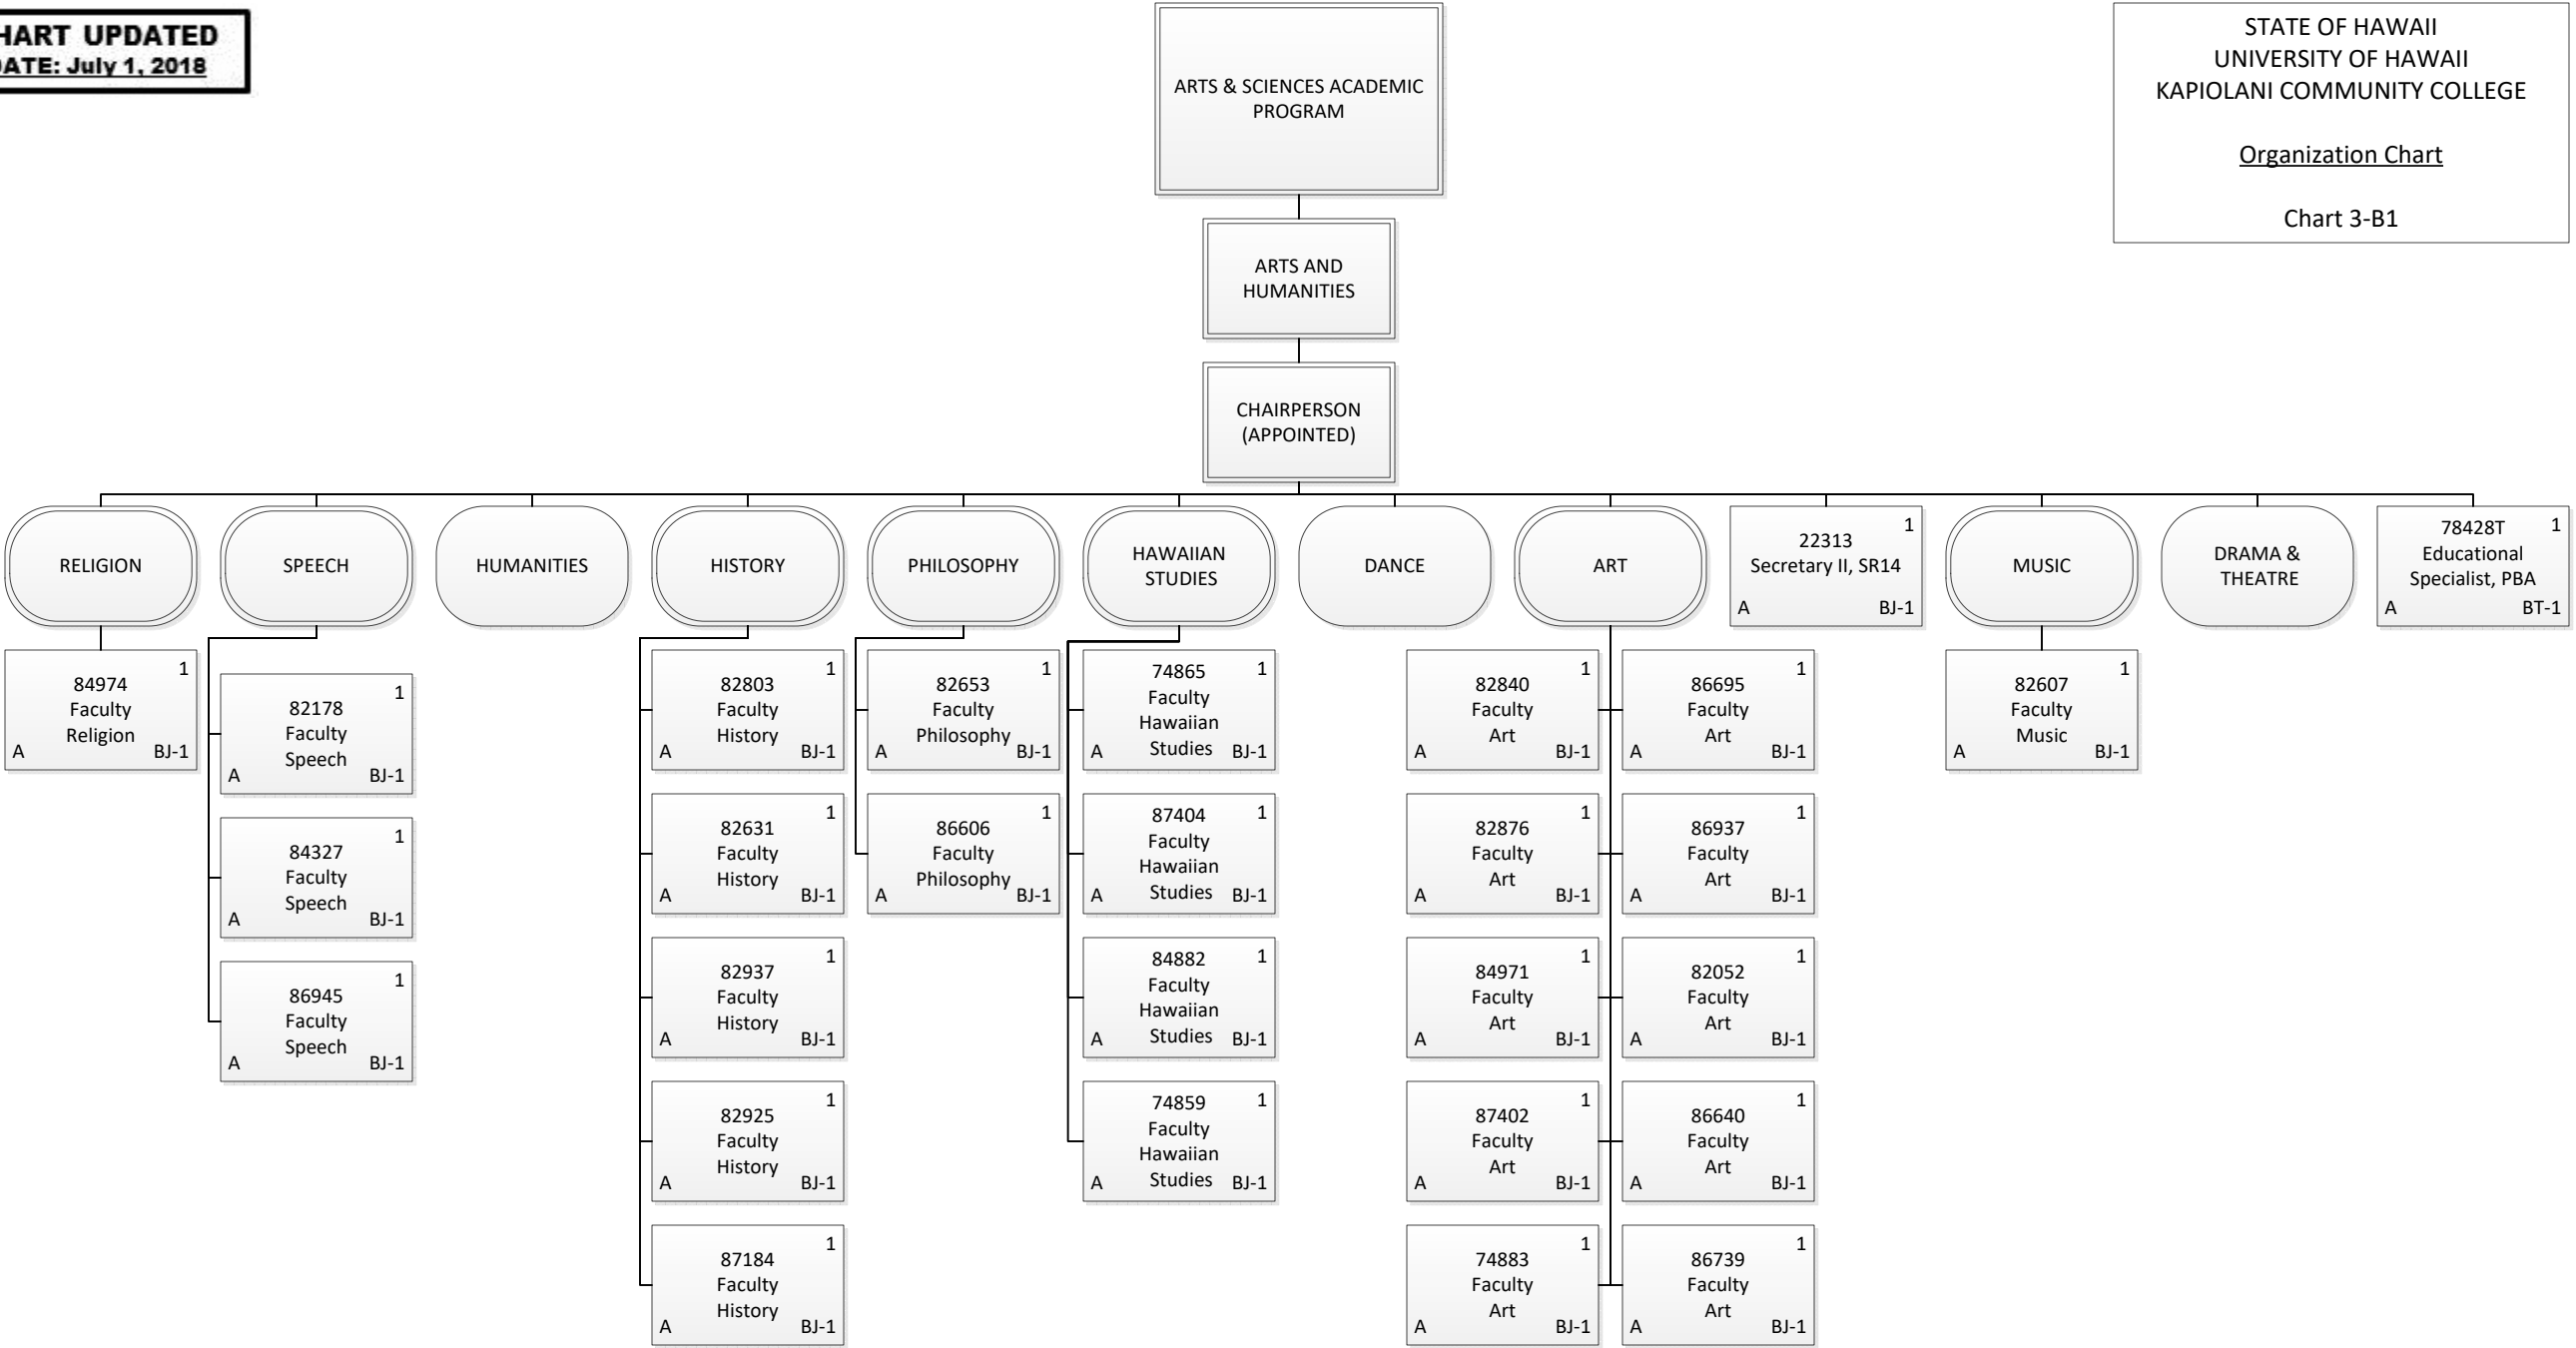 HART UPDATED
DATE: July 1, 2018
STATE OF HAWAII
UNIVERSITY OF HAWAII
KAPIOLANI COMMUNITY COLLEGE
Organization Chart
Chart 3-B1
ARTS & SCIENCES ACADEMIC
PROGRAM
ARTS AND
HUMANITIES
CHAIRPERSON
(APPOINTED)
RELIGION
SPEECH
HUMANITIES
HISTORY
PHILOSOPHY
HAWAIIAN
STUDIES
DANCE
ART
1
22313
Secretary II, SR14
A BJ-1
MUSIC
DRAMA &
THEATRE
1
78428T
Educational
Specialist, PBA
A BT-1
1
84974
Faculty
Religion
A BJ-1
1
82178
Faculty
Speech
A BJ-1
1
84327
Faculty
Speech
A BJ-1
1
86945
Faculty
Speech
A BJ-1
1
82803
Faculty
History
A BJ-1
1
82631
Faculty
History
A BJ-1
1
82937
Faculty
History
A BJ-1
1
82925
Faculty
History
A BJ-1
1
87184
Faculty
History
A BJ-1
1
82653
Faculty
Philosophy
A BJ-1
1
86606
Faculty
Philosophy
A BJ-1
1
74865
Faculty
Hawaiian
Studies
A BJ-1
1
87404
Faculty
Hawaiian
Studies
A BJ-1
1
84882
Faculty
Hawaiian
Studies
A BJ-1
1
74859
Faculty
Hawaiian
Studies
A BJ-1
1
82840
Faculty
Art
A BJ-1
1
82876
Faculty
Art
A BJ-1
1
84971
Faculty
Art
A BJ-1
1
87402
Faculty
Art
A BJ-1
1
74883
Faculty
Art
A BJ-1
1
86695
Faculty
Art
A BJ-1
1
86937
Faculty
Art
A BJ-1
1
82052
Faculty
Art
A BJ-1
1
86640
Faculty
Art
A BJ-1
1
86739
Faculty
Art
A BJ-1
1
82607
Faculty
Music
A BJ-1